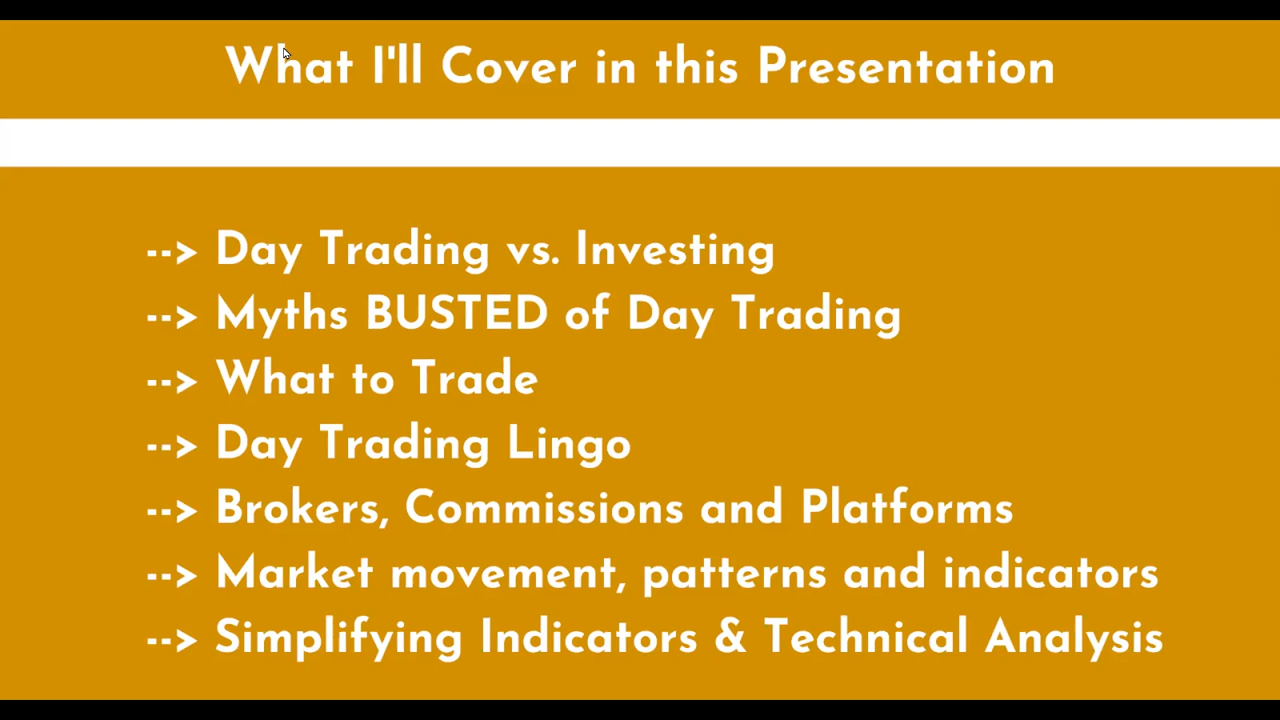 What I'll Cover in this Presentation
--> Day Trading vs. Investing
--> Myths BUSTED of Day Trading
--> What to Trade
--> Day Trading Lingo
--> Brokers, Commissions and Platforms
--> Market movement, patterns and indicators
--> Simplifying Indicators & Technical Analysis